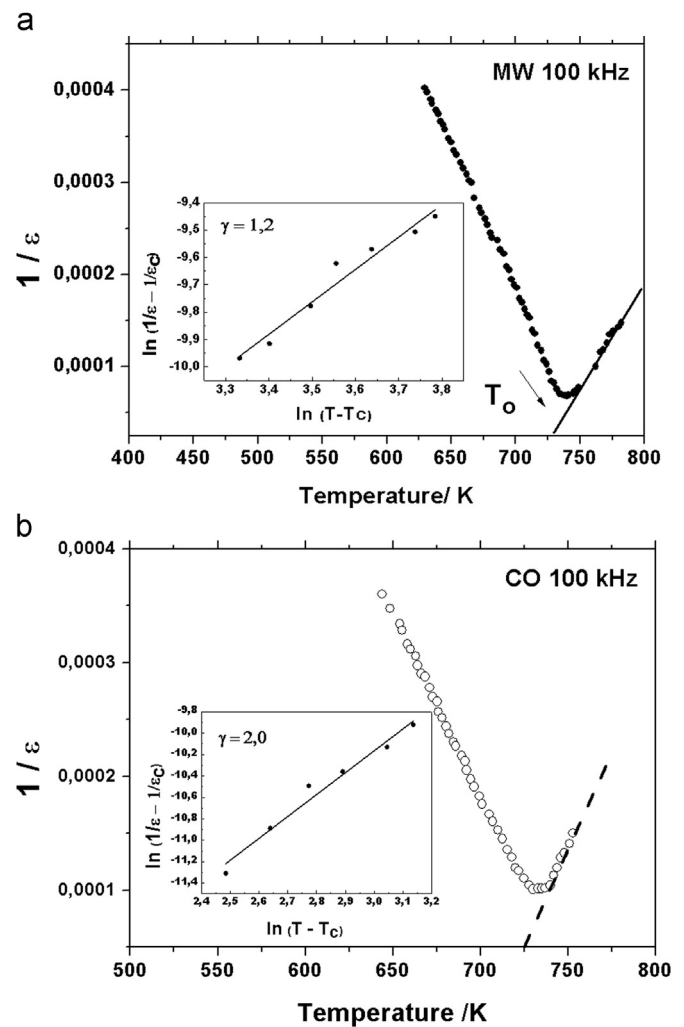 a
MW 100 kHz
0,0004
0,0003
0,0002
0,0001
1 / ε
γ = 1,2
-9,4
-9,5
-9,6
-9,7
-9,8
-9,9
-10,0
ln (1/ε − 1/εC)
3,3 3,4 3,5 3,6 3,7 3,8
ln (T-TC)
To
400 450 500 550 600 650 700 750 800
Temperature/ K
b
CO 100 kHz
0,0004
0,0003
0,0002
0,0001
1 / ε
γ = 2,0
-9,8
-10,0
-10,2
-10,4
-10,6
-10,8
-11,0
-11,2
-11,4
ln (1/ε − 1/εC)
2,4 2,5 2,6 2,7 2,8 2,9 3,0 3,1 3,2
ln (T - TC)
500 550 600 650 700 750 800
Temperature /K